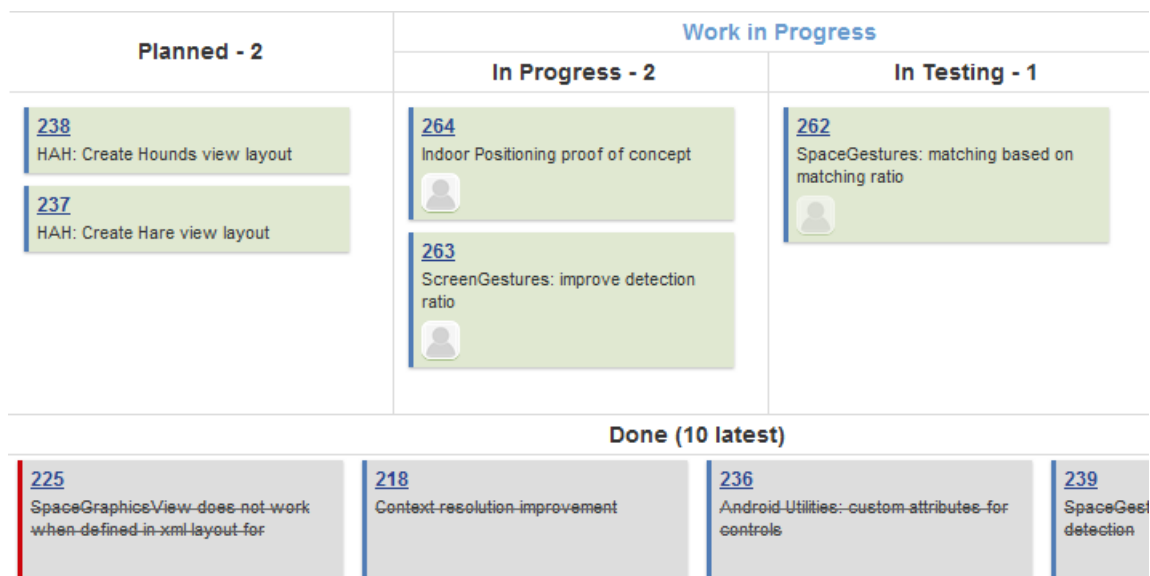 Planned - 2
Work in Progress
In Progress - 2
In Testing - 1
238
HAH: Create Hounds view layout
237
HAH: Create Hare view layout
264
Indoor Positioning proof of concept
263
ScreenGestures: improve detection
ratio
262
SpaceGestures: matching based on
matching ratio
Done (10 latest)
225
SpaceGraphicsView does not work
when defined in xml layout for
218
Context resolution improvement
236
Android Utilities: custom attributes for
controls
239
SpaceGest
detection